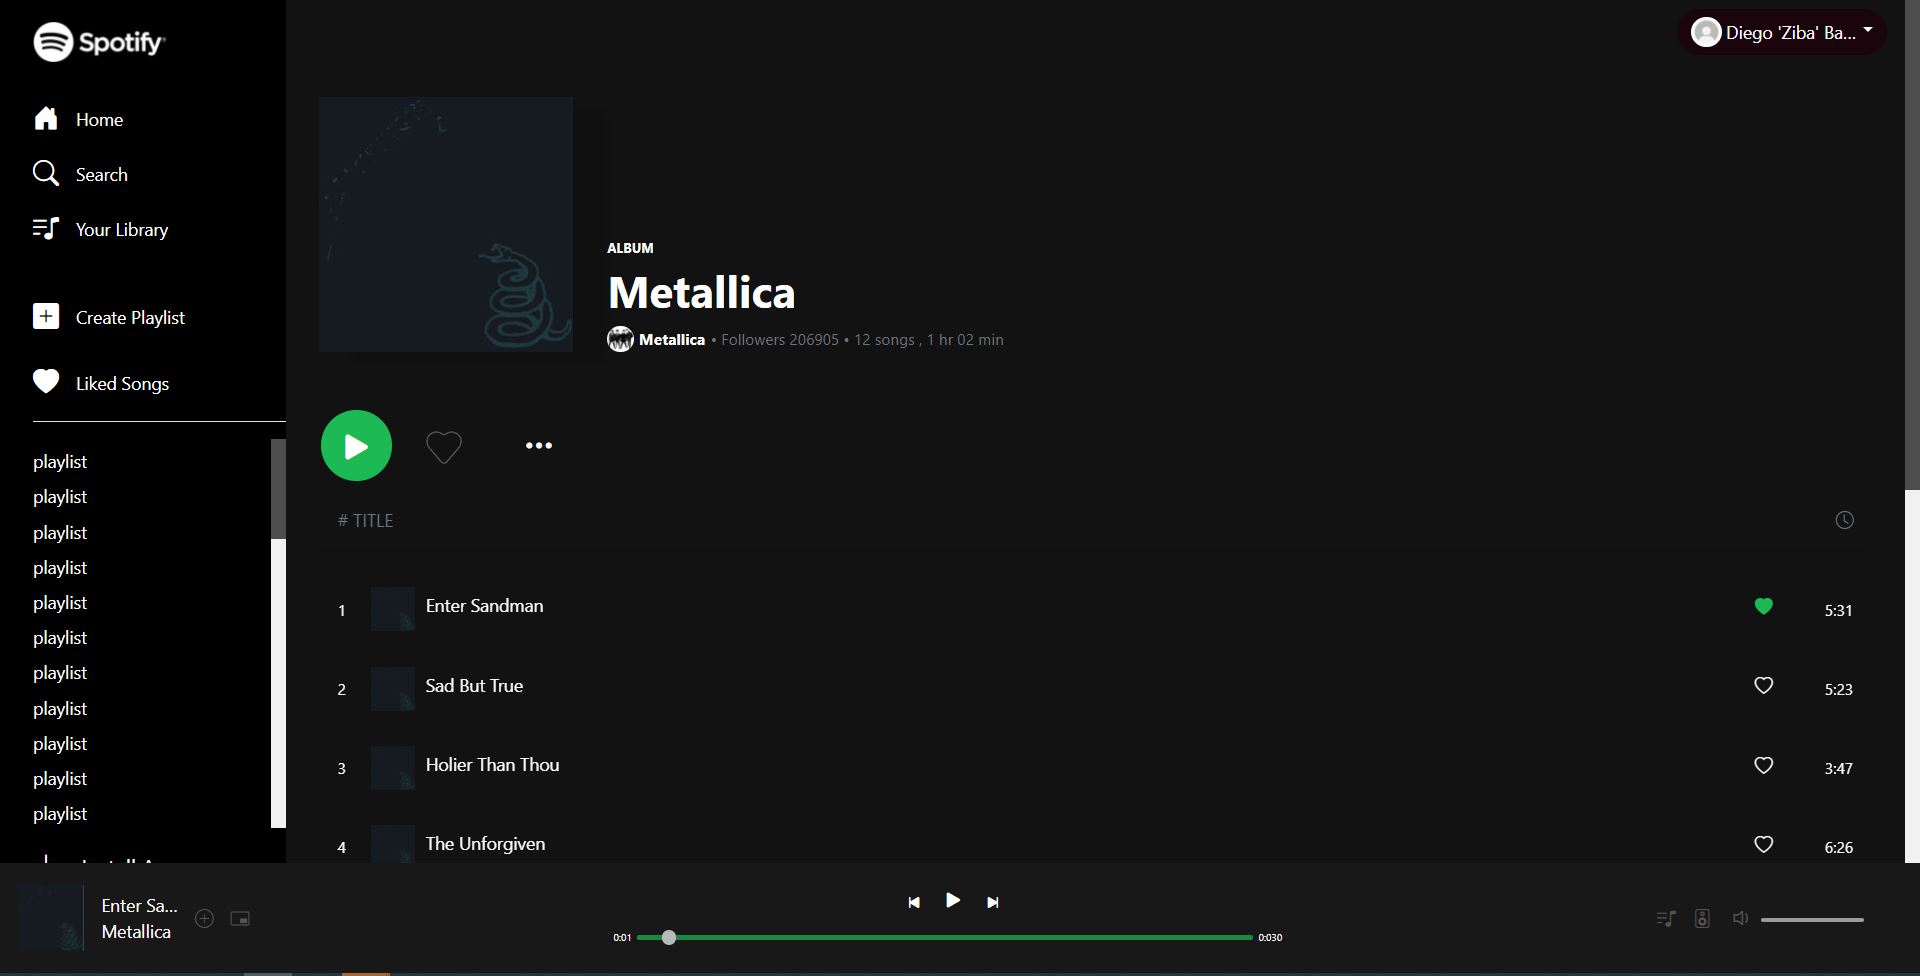 Spotify
Home
Search
Your Library
Create Playlist
Liked Songs
playlist
playlist
playlist
playlist
playlist
playlist
playlist
playlist
playlist
playlist
playlist
Diego 'Ziba' Ba...
ALBUM
Metallica
Metallica • Followers 206905 • 12 songs , 1 hr 02 min
# TITLE
1 Enter Sandman 5:31
2 Sad But True 5:23
3 Holier Than Thou 3:47
4 The Unforgiven 6:26
Enter Sa...
Metallica
0:01 0:030